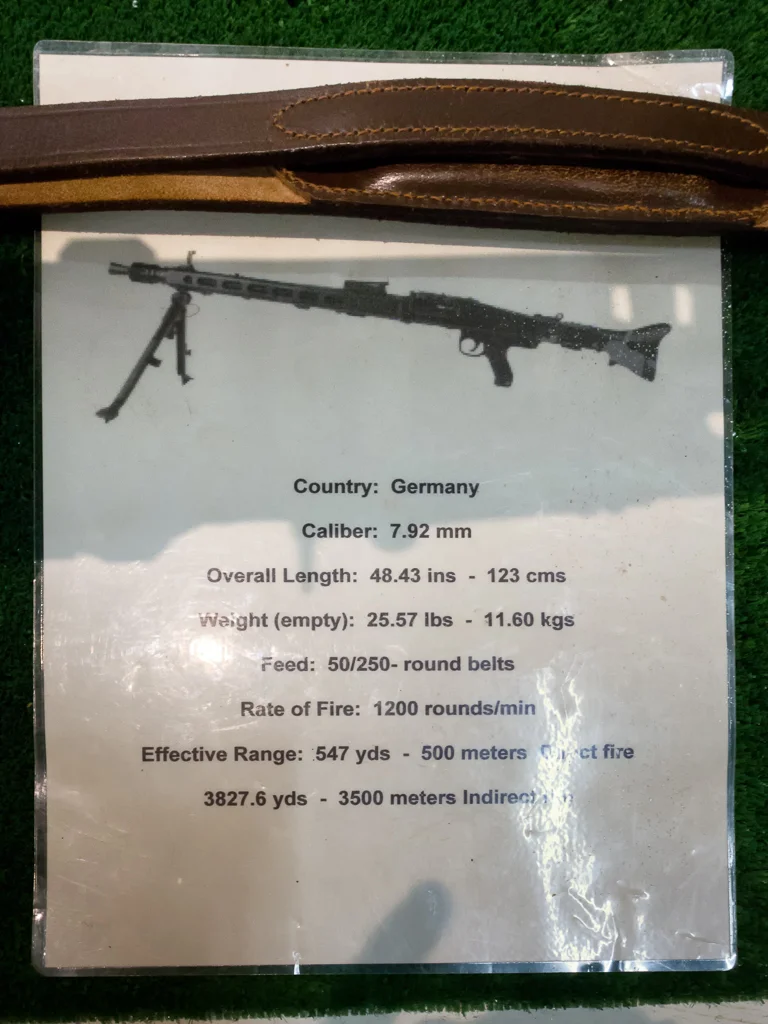 Country: Germany
Caliber: 7.92 mm
Overall Length: 48.43 ins - 123 cms
Weight (empty): 25.57 lbs - 11.60 kgs
Feed: 50/250- round belts
Rate of Fire: 1200 rounds/min
Effective Range: 547 yds - 500 meters fire
3827.6 yds - 3500 meters Indirect